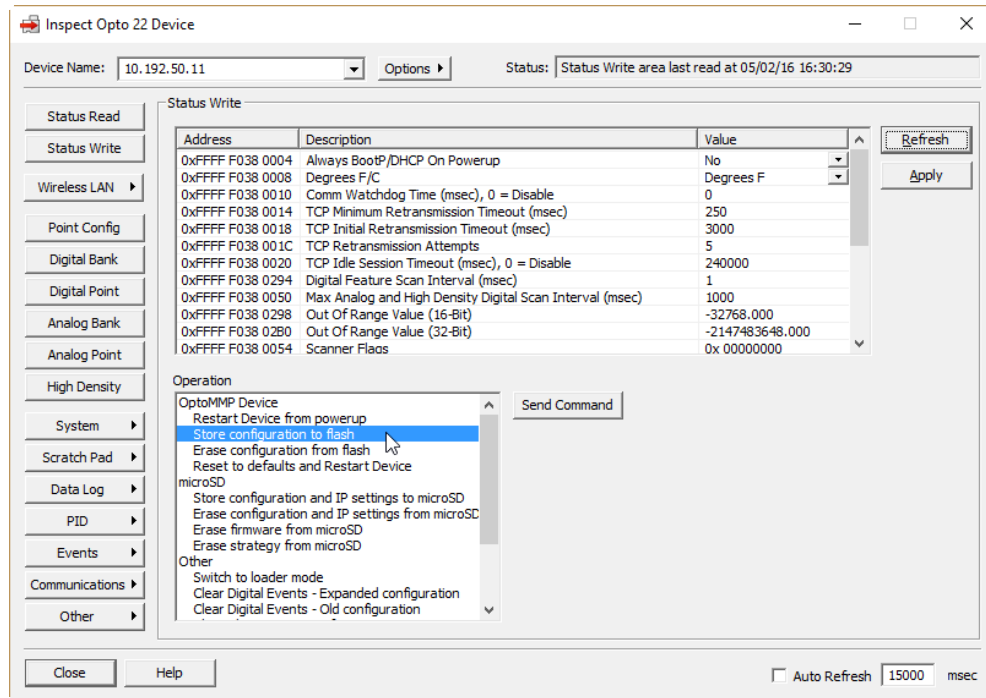 Inspect Opto 22 Device
Device Name: 10.192.50.11 Options Status: Status Write area last read at 05/02/16 16:30:29
Status Read
Status Write
Wireless LAN
Point Config
Digital Bank
Digital Point
Analog Bank
Analog Point
High Density
System
Scratch Pad
Data Log
PID
Events
Communications
Other
Status Write
Address Description Value
0xFFFF F038 0004 Always BootP/DHCP On Powerup No
0xFFFF F038 0008 Degrees F/C Degrees F
0xFFFF F038 0010 Comm Watchdog Time (msec), 0 = Disable 0
0xFFFF F038 0014 TCP Minimum Retransmission Timeout (msec) 250
0xFFFF F038 0018 TCP Initial Retransmission Timeout (msec) 3000
0xFFFF F038 001C TCP Retransmission Attempts 5
0xFFFF F038 0020 TCP Idle Session Timeout (msec), 0 = Disable 240000
0xFFFF F038 0294 Digital Feature Scan Interval (msec) 1
0xFFFF F038 0050 Max Analog and High Density Digital Scan Interval (msec) 1000
0xFFFF F038 0298 Out Of Range Value (16-Bit) -32768.000
0xFFFF F038 02B0 Out Of Range Value (32-Bit) -2147483648.000
0xFFFF F038 0054 Scanner Flags 0x 00000000
Refresh
Apply
Operation
OptoMMP Device
Restart Device from powerup
Store configuration to flash
Erase configuration from flash
Reset to defaults and Restart Device
microSD
Store configuration and IP settings to microSD
Erase configuration and IP settings from microSD
Erase firmware from microSD
Erase strategy from microSD
Other
Switch to loader mode
Clear Digital Events - Expanded configuration
Clear Digital Events - Old configuration
Send Command
Close Help Auto Refresh 15000 msec